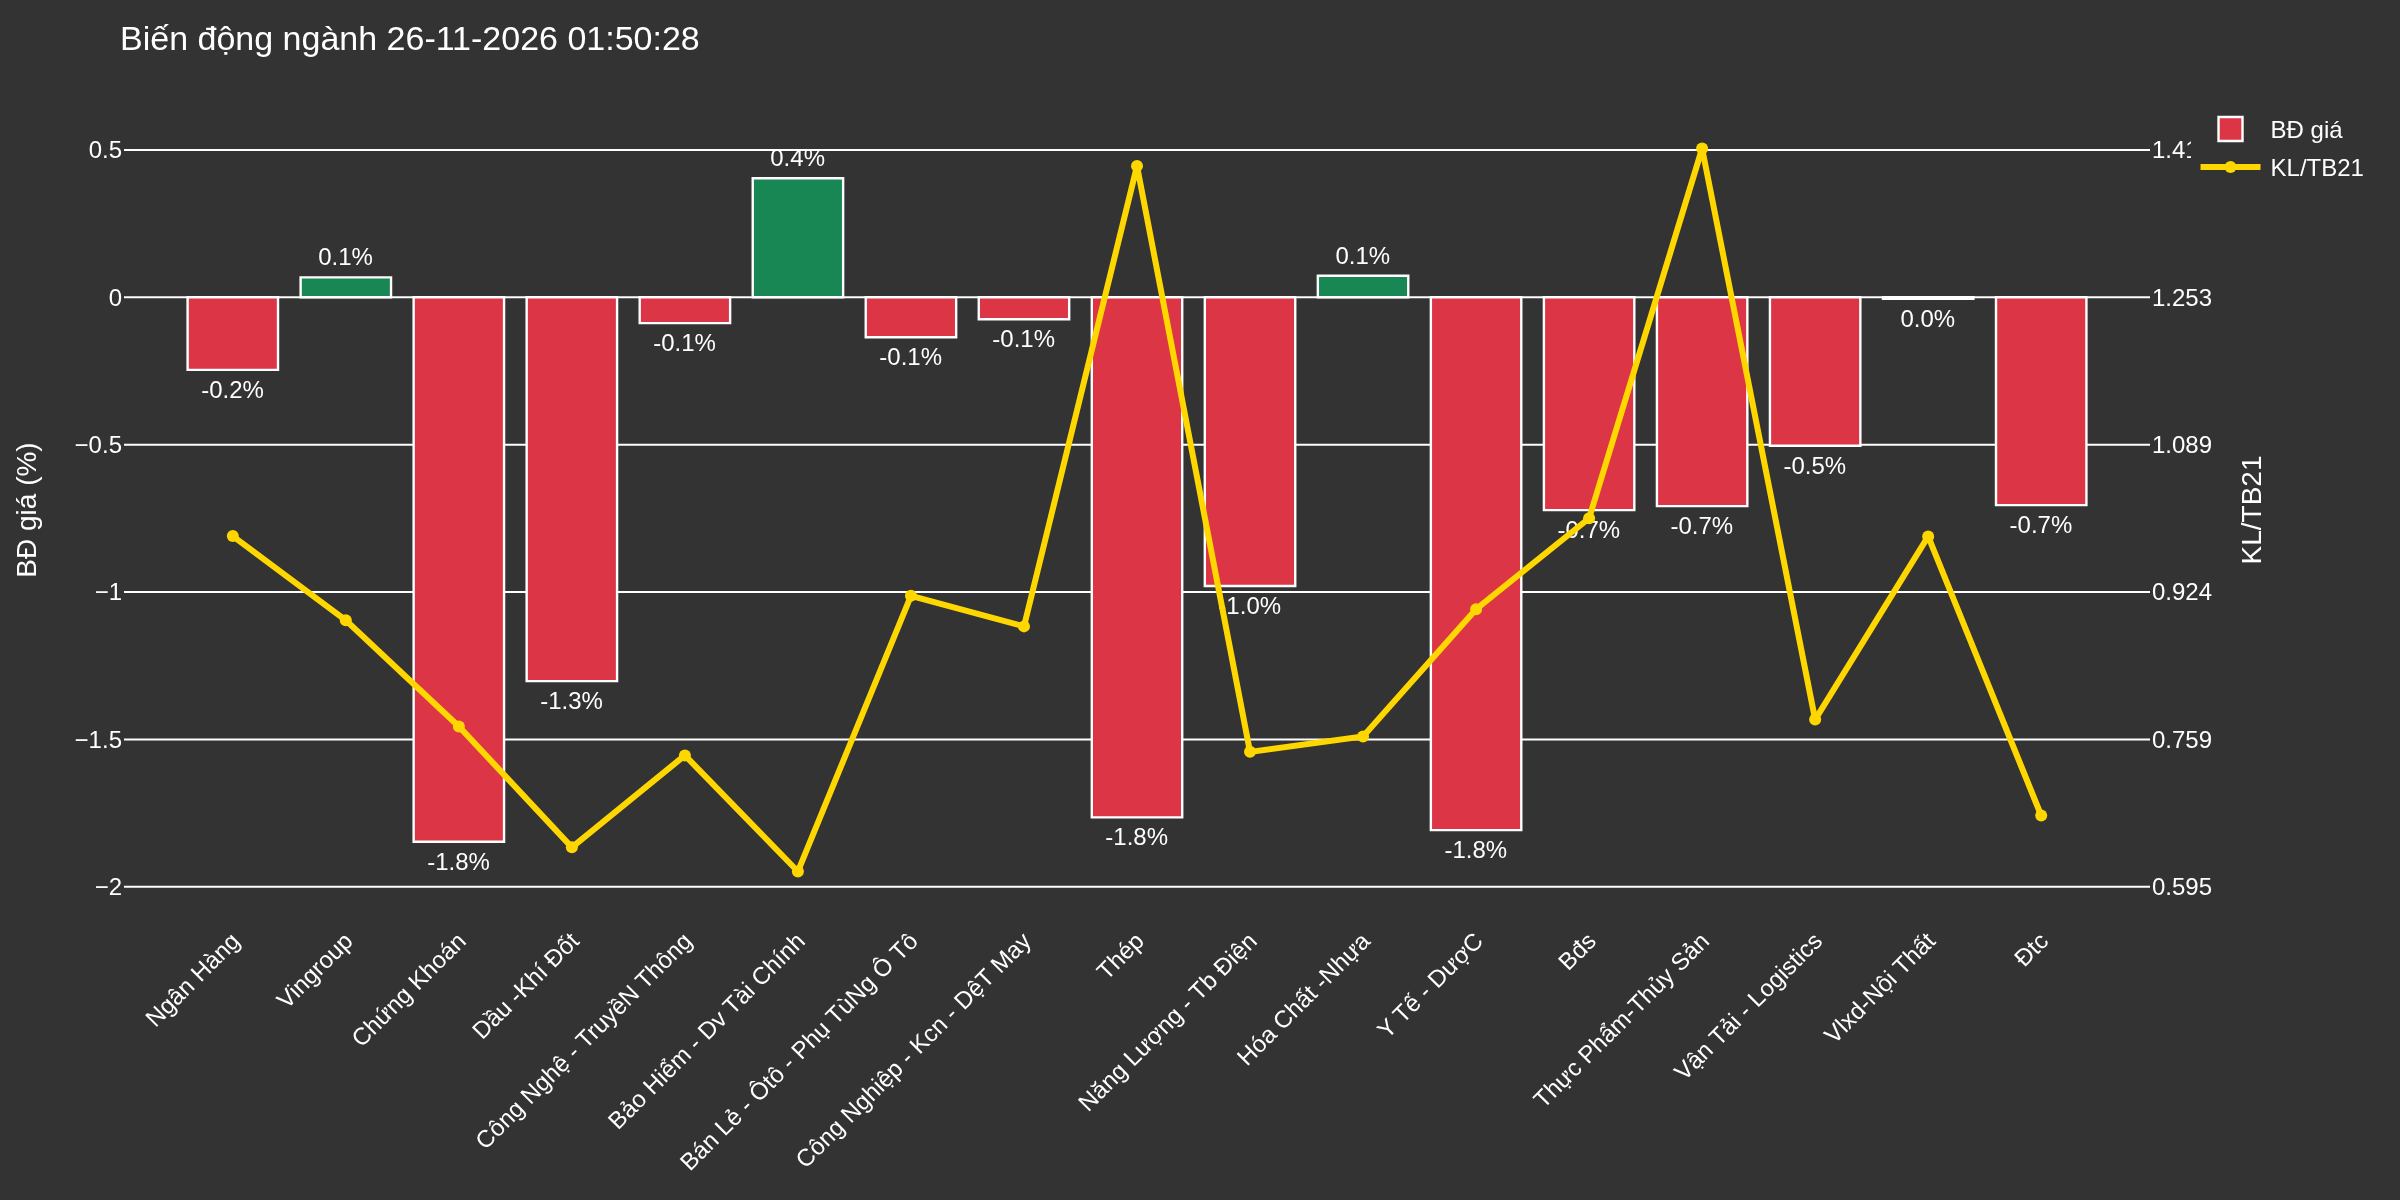 Biến động ngành 26-11-2026 01:50:28
BĐ giá
KL/TB21
0.5
0
−0.5
−1
−1.5
−2
BĐ giá (%)
-0.2%
0.1%
-1.8%
-1.3%
-0.1%
0.4%
-0.1%
-0.1%
-1.8%
1.0%
0.1%
-1.8%
-0.7%
-0.7%
-0.5%
0.0%
-0.7%
1.253
1.089
0.924
0.759
0.595
KL/TB21
Ngân Hàng
Vingroup
Chứng Khoán
Dầu -Khí Đốt
Công Nghệ - TruyềN Thông
Bảo Hiểm - Dv Tài Chính
Bán Lẻ - Ôtô - Phụ TùNg Ô Tô
Công Nghiệp - Kcn - DệT May
Thép
Năng Lượng - Tb Điện
Hóa Chất -Nhựa
Y Tế - DượC
Bđs
Thực Phẩm-Thủy Sản
Vận Tải - Logistics
Vlxd-Nội Thất
Đtc